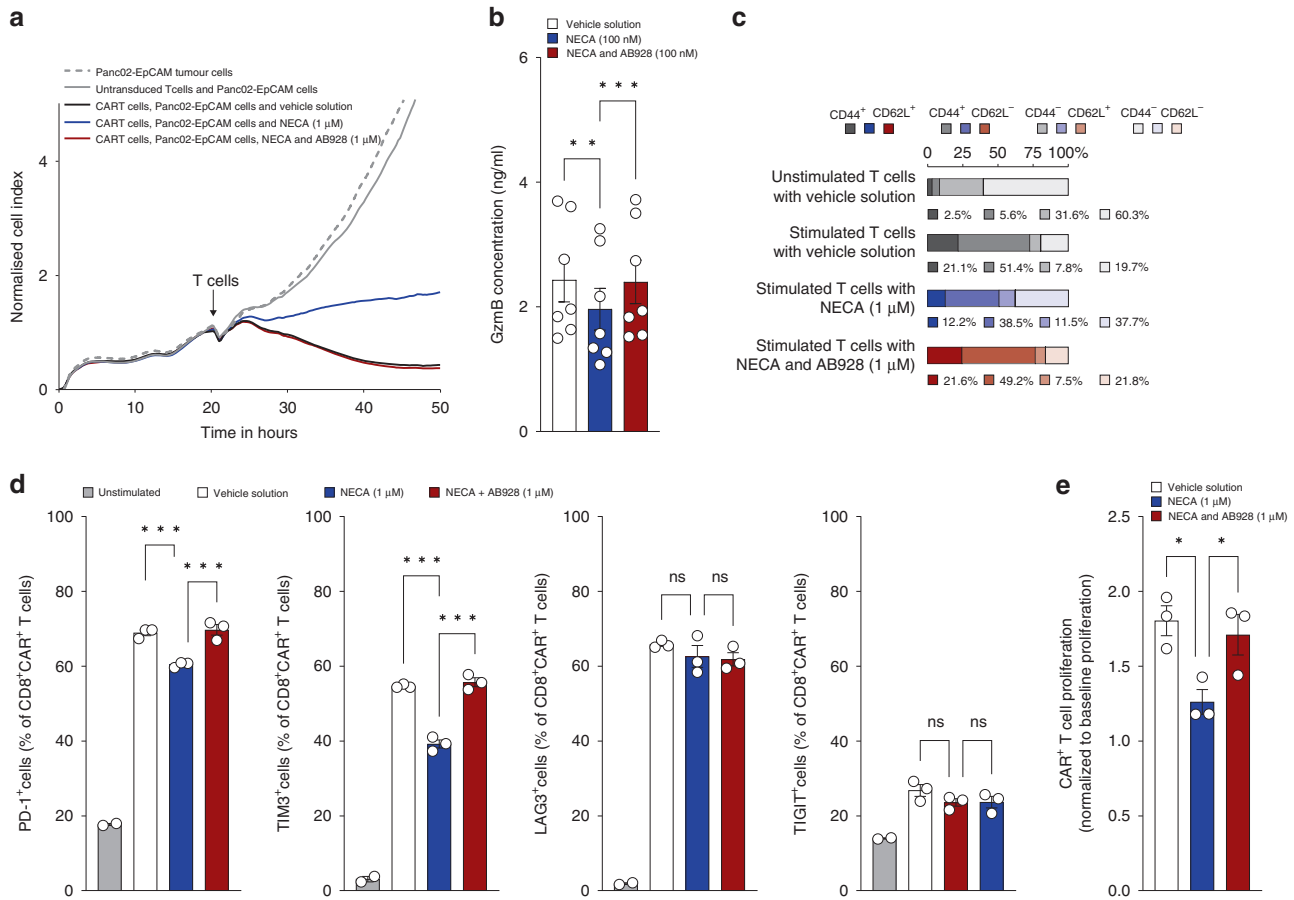 a
Panc02-EpCAM tumour cells
Untransduced Tcells and Panc02-EpCAM cells
CART cells, Panc02-EpCAM cells and vehicle solution
CART cells, Panc02-EpCAM cells and NECA (1 μM)
CART cells, Panc02-EpCAM cells, NECA and AB928 (1 μM)
Normalised cell index
4
2
0
T cells
0 10 20 30 40 50
Time in hours
b
Vehicle solution
NECA (100 nM)
NECA and AB928 (100 nM)
GzmB concentration (ng/ml)
6
4
2
0
* * *
* *
c
CD44+ CD62L+ CD44+ CD62L− CD44− CD62L+ CD44− CD62L−
0 25 50 75 100%
Unstimulated T cells
with vehicle solution
2.5% 5.6% 31.6% 60.3%
Stimulated T cells
with vehicle solution
21.1% 51.4% 7.8% 19.7%
Stimulated T cells with
NECA (1 μM)
12.2% 38.5% 11.5% 37.7%
Stimulated T cells with
NECA and AB928 (1 μM)
21.6% 49.2% 7.5% 21.8%
d
Unstimulated Vehicle solution NECA (1 μM) NECA + AB928 (1 μM)
PD-1+cells (% of CD8+CAR+ T cells)
100
80
60
40
20
0
* * *
* * *
TIM3+cells (% of CD8+CAR+ T cells)
100
80
60
40
20
0
* * *
* * *
LAG3+cells (% of CD8+CAR+ T cells)
100
80
60
40
20
0
ns ns
TIGIT+cells (% of CD8+CAR+ T cells)
100
80
60
40
20
0
ns ns
e
Vehicle solution
NECA (1 μM)
NECA and AB928 (1 μM)
CAR+ T cell proliferation
(normalized to baseline proliferation)
2.5
2.0
1.5
1.0
0.5
0.0
* *